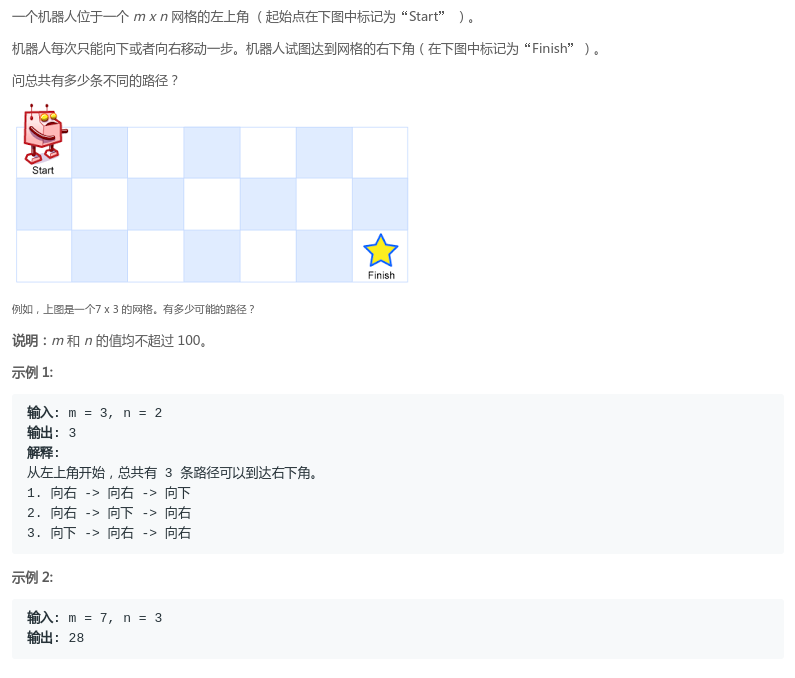 一个机器人位于一个 m x n 网格的左上角 （起始点在下图中标记为“Start” ）。
机器人每次只能向下或者向右移动一步。机器人试图达到网格的右下角（在下图中标记为“Finish” ）。
问总共有多少条不同的路径？
Start
Finish
例如，上图是一个7 x 3 的网格。有多少可能的路径？
说明：m 和 n 的值均不超过 100。
示例 1:
输入: m = 3, n = 2
输出: 3
解释:
从左上角开始，总共有 3 条路径可以到达右下角。
1. 向右 -> 向右 -> 向下
2. 向右 -> 向下 -> 向右
3. 向下 -> 向右 -> 向右
示例 2:
输入: m = 7, n = 3
输出: 28